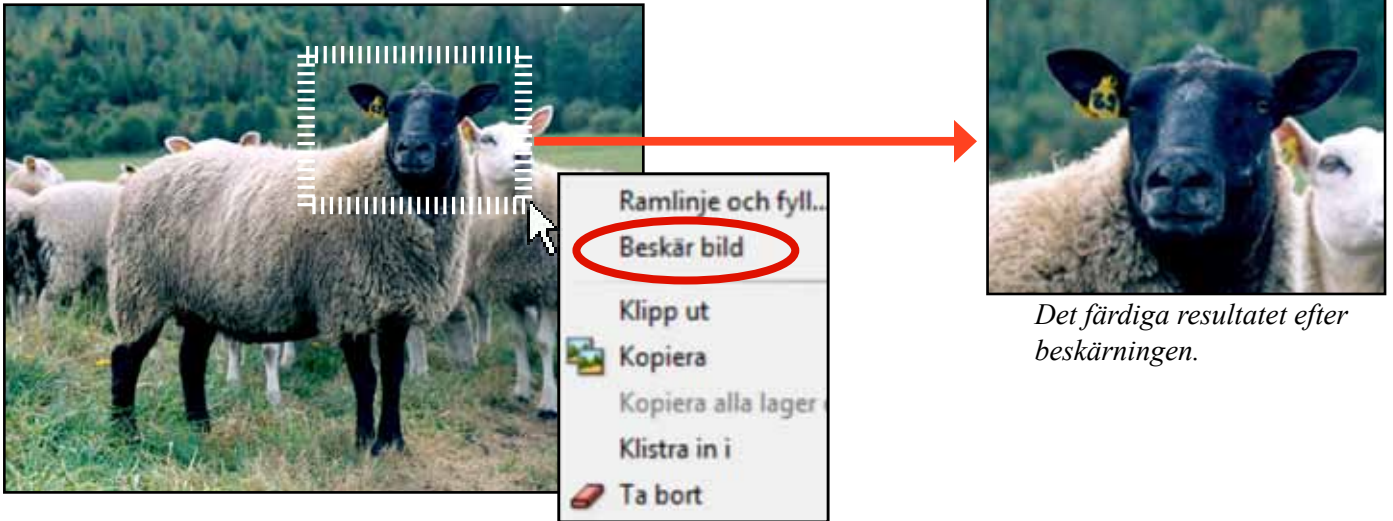 Ramlinje och fyll...
Beskär bild
Klipp ut
Kopiera
Kopiera alla lager
Klistra in i
Ta bort
Det färdiga resultatet efter
beskärningen.